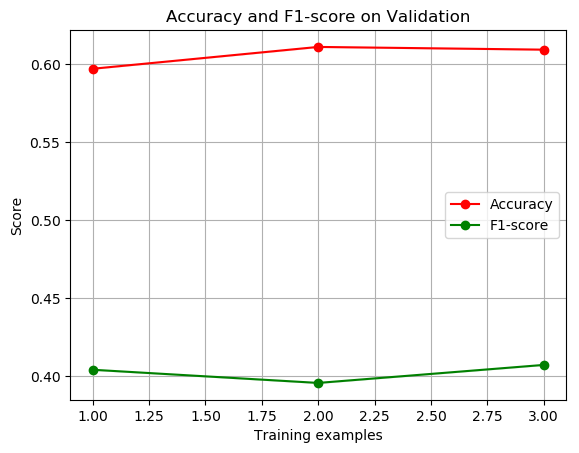 Accuracy and F1-score on Validation
0.60
0.55
0.50
0.45
0.40
Score
Accuracy
F1-score
1.00 1.25 1.50 1.75 2.00 2.25 2.50 2.75 3.00
Training examples